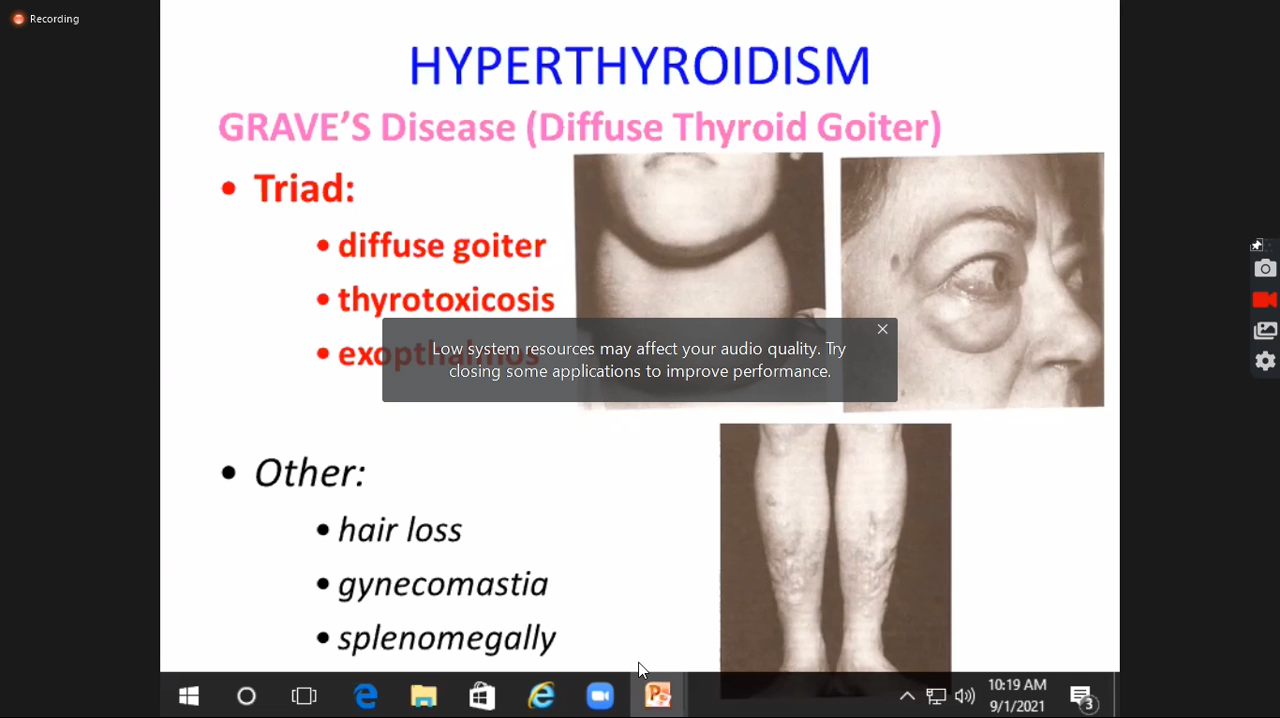 Recording
HYPERTHYROIDISM
GRAVE'S Disease (Diffuse Thyroid Goiter)
• Triad:
• diffuse goiter
• thyrotoxicosis
• exopthalmos
Low system resources may affect your audio quality. Try
closing some applications to improve performance.
• Other:
• hair loss
• gynecomastia
• splenomegally
10:19 AM
9/1/2021
3